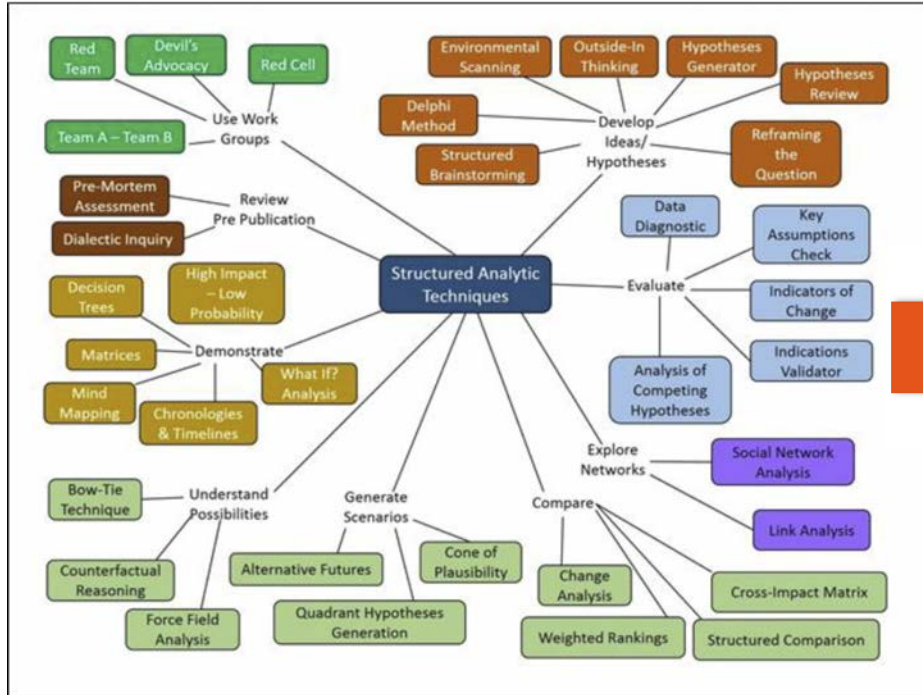 Red
Team
Devil's
Advocacy
Red Cell
Use Work
Groups
Team A – Team B
Environmental
Scanning
Outside-In
Thinking
Hypotheses
Generator
Hypotheses
Review
Delphi
Method
Develop
Ideas/
Hypotheses
Structured
Brainstorming
Reframing
the
Question
Pre-Mortem
Assessment
Review
Pre Publication
Dialectic Inquiry
Data
Diagnostic
Key
Assumptions
Check
Structured Analytic
Techniques
Evaluate
Indicators of
Change
Indications
Validator
Analysis of
Competing
Hypotheses
Decision
Trees
High Impact
– Low
Probability
Matrices
Demonstrate
What If?
Analysis
Mind
Mapping
Chronologies
& Timelines
Explore
Networks
Social Network
Analysis
Link Analysis
Bow-Tie
Technique
Understand
Possibilities
Counterfactual
Reasoning
Force Field
Analysis
Generate
Scenarios
Alternative Futures
Cone of
Plausibility
Quadrant Hypotheses
Generation
Compare
Change
Analysis
Cross-Impact Matrix
Weighted Rankings
Structured Comparison